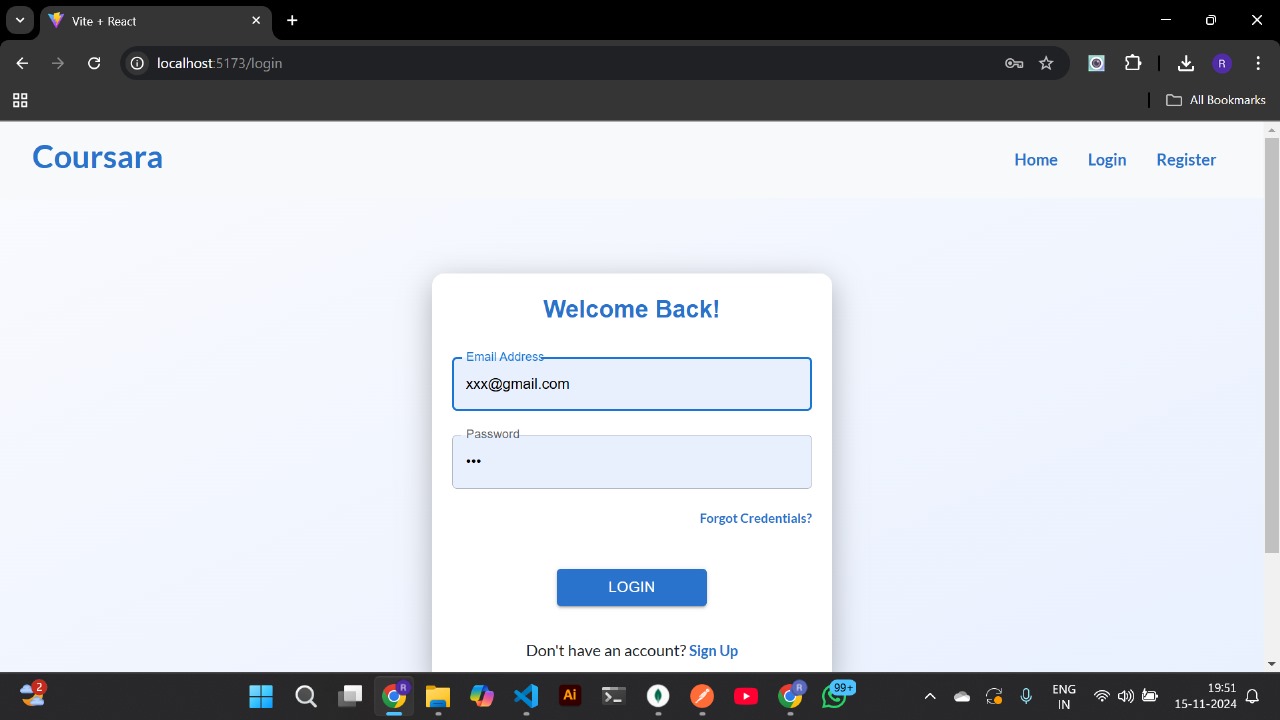 Vite + React
localhost:5173/login
R
All Bookmarks
Coursara
Home Login Register
Welcome Back!
Email Address
xxx@gmail.com
Password
•••
Forgot Credentials?
LOGIN
Don't have an account? Sign Up
2
R
Ai
R
99+
ENG
IN
19:51
15-11-2024